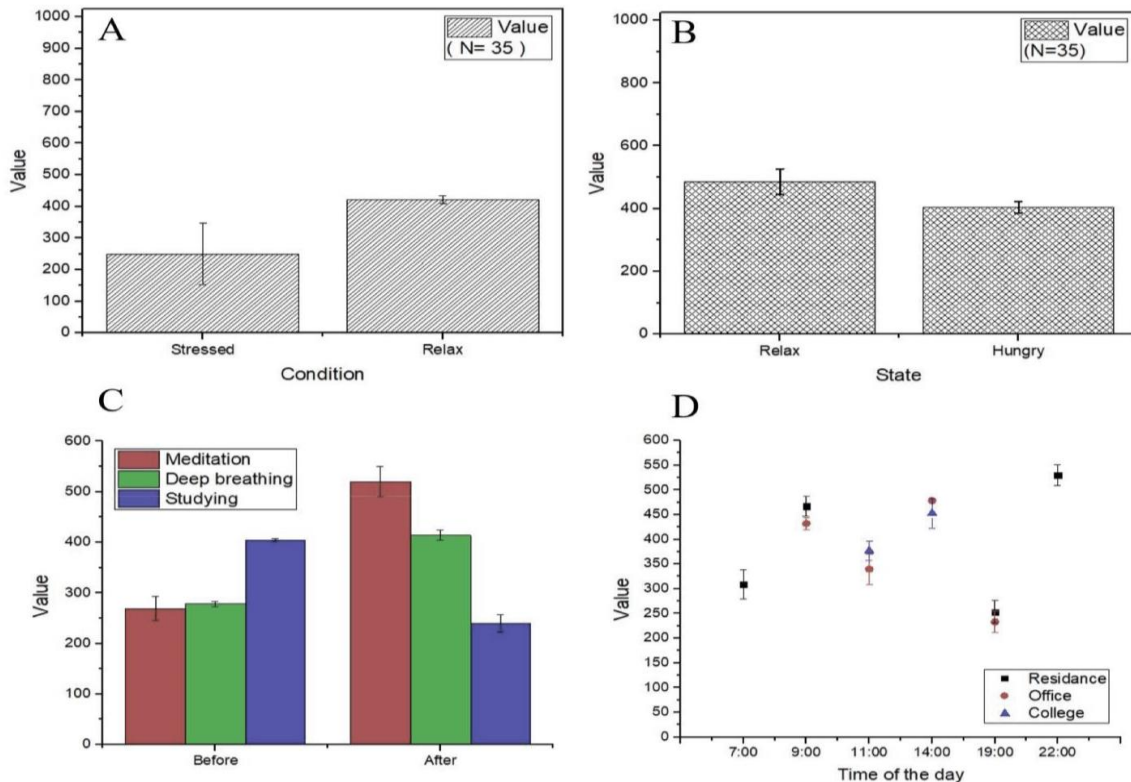 A
Value
( N= 35 )
1000
900
800
700
600
500
400
300
200
100
0
Value
Stressed
Relax
Condition
B
Value
(N=35)
1000
800
600
400
200
0
Value
Relax
Hungry
State
C
Meditation
Deep breathing
Studying
600
500
400
300
200
100
0
Value
Before
After
D
600
550
500
450
400
350
300
250
200
150
100
50
0
Value
Residance
Office
College
7:00
9:00
11:00
14:00
19:00
22:00
Time of the day